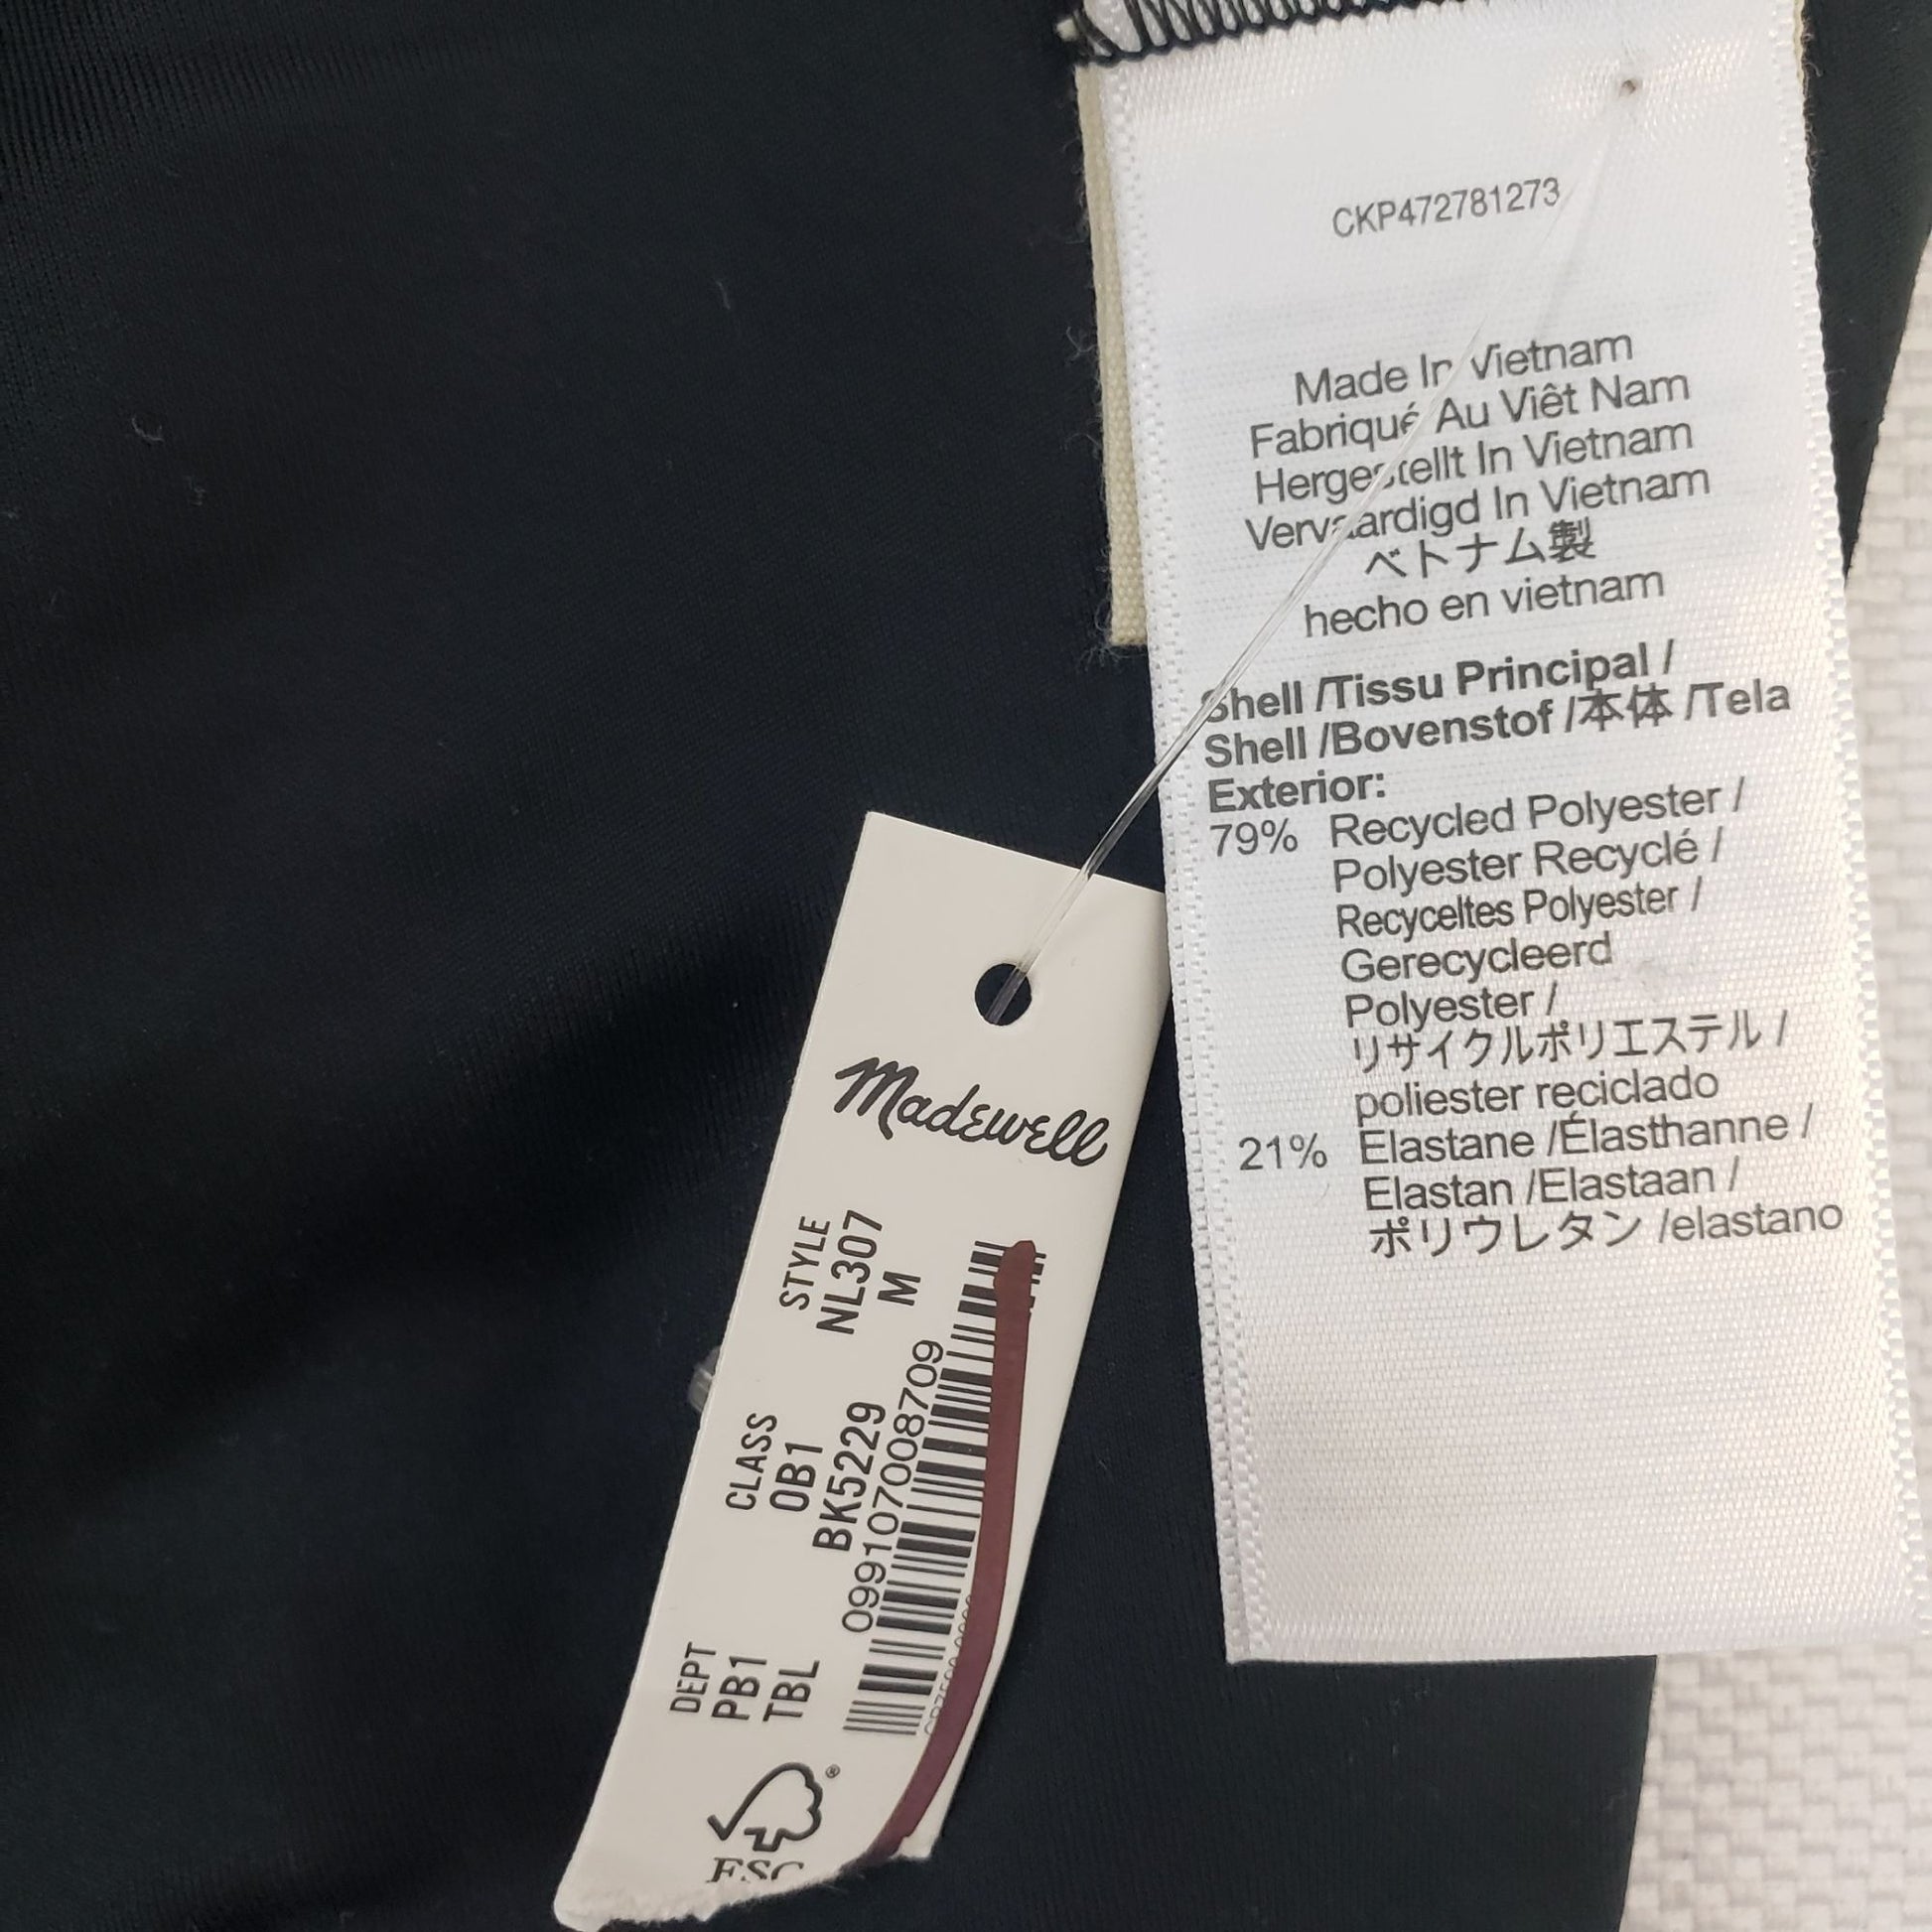 CKP472781273
Made In Vietnam
Fabriqué Au Viêt Nam
Hergestellt In Vietnam
Vervaardigd In Vietnam
ベトナム製
hecho en vietnam
Shell /Tissu Principal /
Shell /Bovenstof /本体 /Tela
Exterior:
79% Recycled Polyester /
Polyester Recyclé /
Recyceltes Polyester /
Gerecycleerd
Polyester /
リサイクルポリエステル /
poliester reciclado
21% Elastane /Élasthanne /
Elastan /Elastaan /
ポリウレタン /elastano
Madewell
DEPT CLASS STYLE
PB1 OB1 NL307
TBL BK5229 M
099107008709
FSC